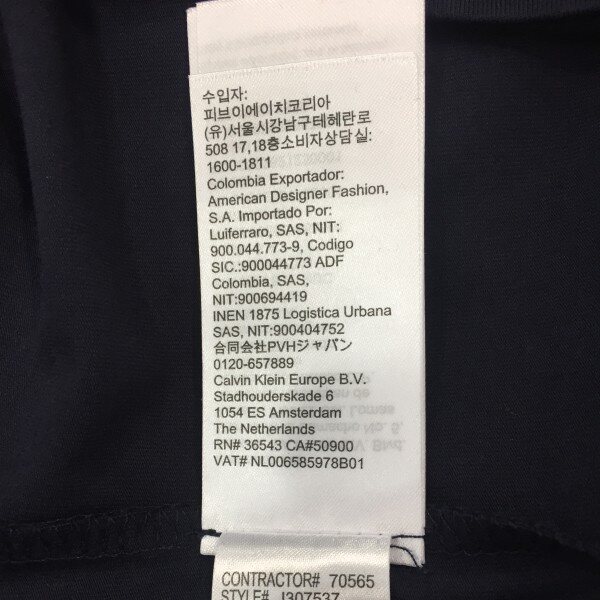 수입자:
피브이에이치코리아
(유)서울시강남구테헤란로
508 17,18층소비자상담실:
1600-1811
Colombia Exportador:
American Designer Fashion,
S.A. Importado Por:
Luiferraro, SAS, NIT:
900.044.773-9, Codigo
SIC.:900044773 ADF
Colombia, SAS,
NIT:900694419
INEN 1875 Logistica Urbana
SAS, NIT:900404752
合同会社PVHジャパン
0120-657889
Calvin Klein Europe B.V.
Stadhouderskade 6
1054 ES Amsterdam
The Netherlands
RN# 36543 CA#50900
VAT# NL006585978B01
CONTRACTOR# 70565
STYLE# J307537